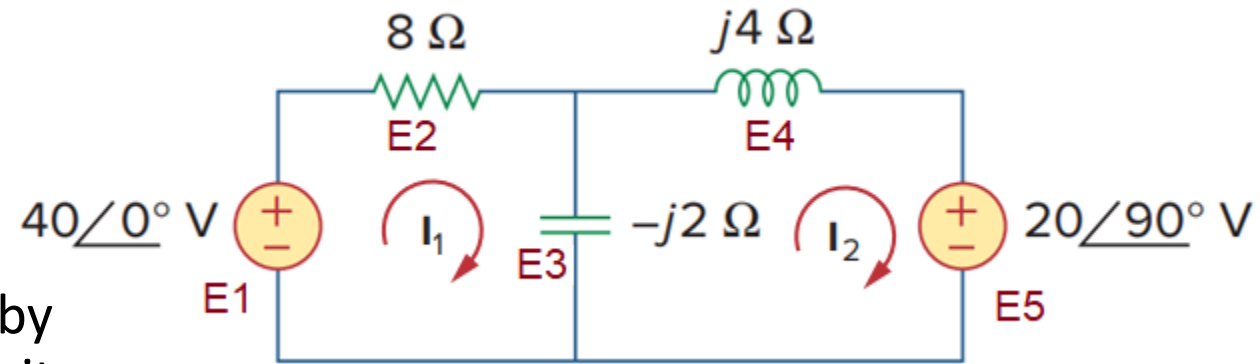 8 Ω
j4 Ω
E2
E4
40∠0° V
+
−
I₁
−j2 Ω
I₂
+
−
20∠90° V
E3
E1
E5
by